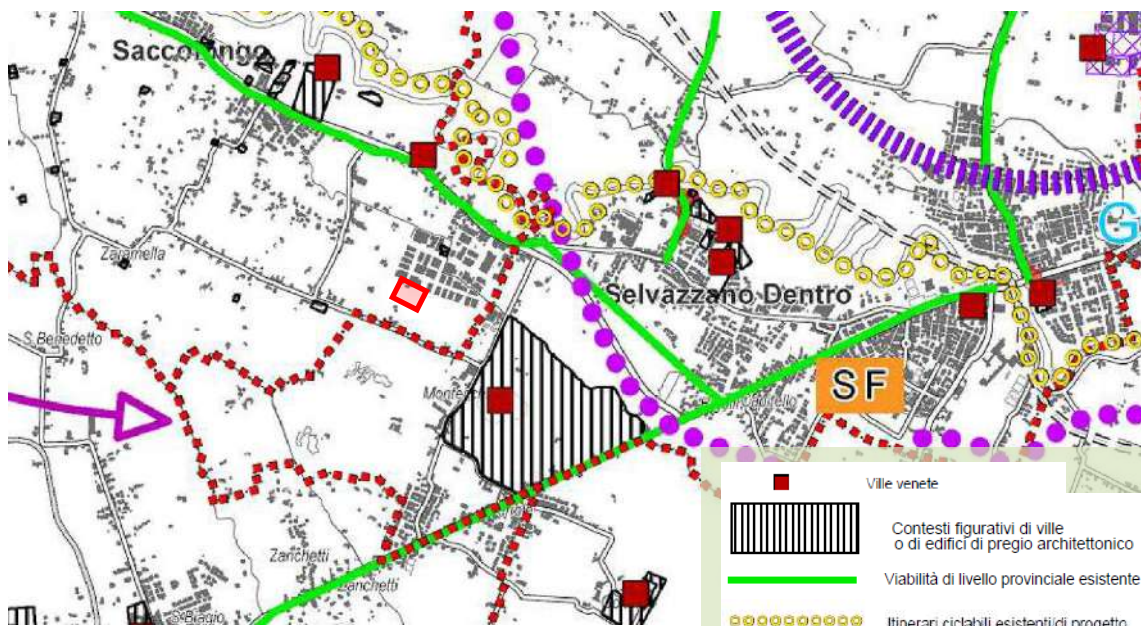 Saccolongo
Zaramella
G
Selvazzano Dentro
S. Benedetto
SF
Ville venete
Contesti figurativi di ville
o di edifici di pregio architettonico
Zanchetti
Zanchetti
Viabilità di livello provinciale esistente
S. Biagio
Itinerari ciclabili esistenti/di progetto